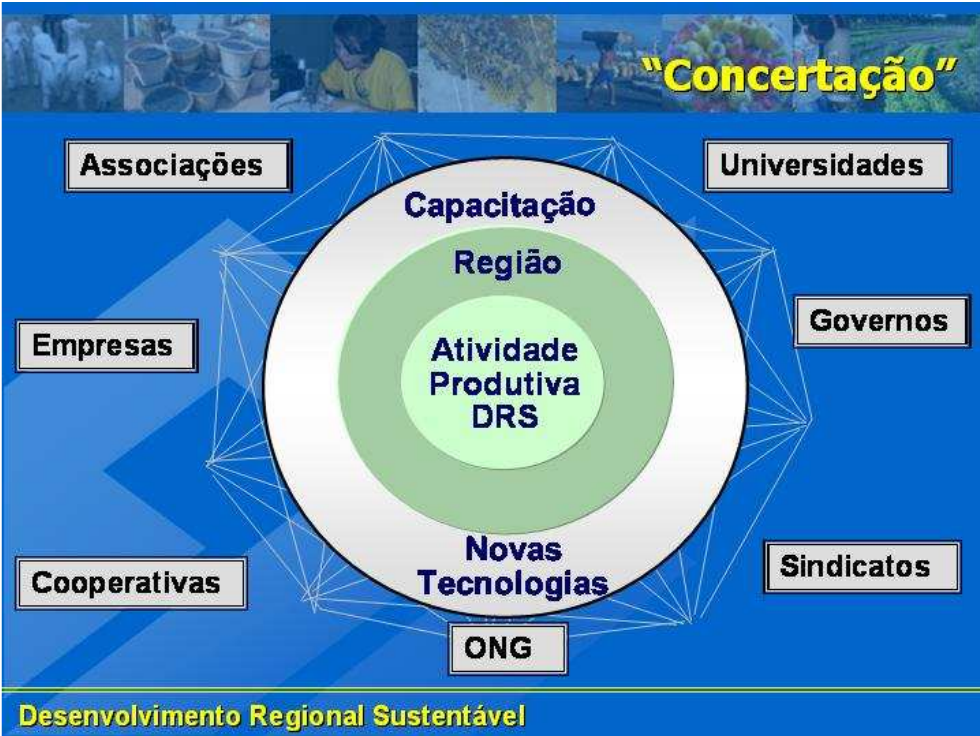 “Concertação”
Associações
Universidades
Capacitação
Região
Governos
Empresas
Atividade
Produtiva
DRS
Novas
Tecnologias
Sindicatos
Cooperativas
ONG
Desenvolvimento Regional Sustentável